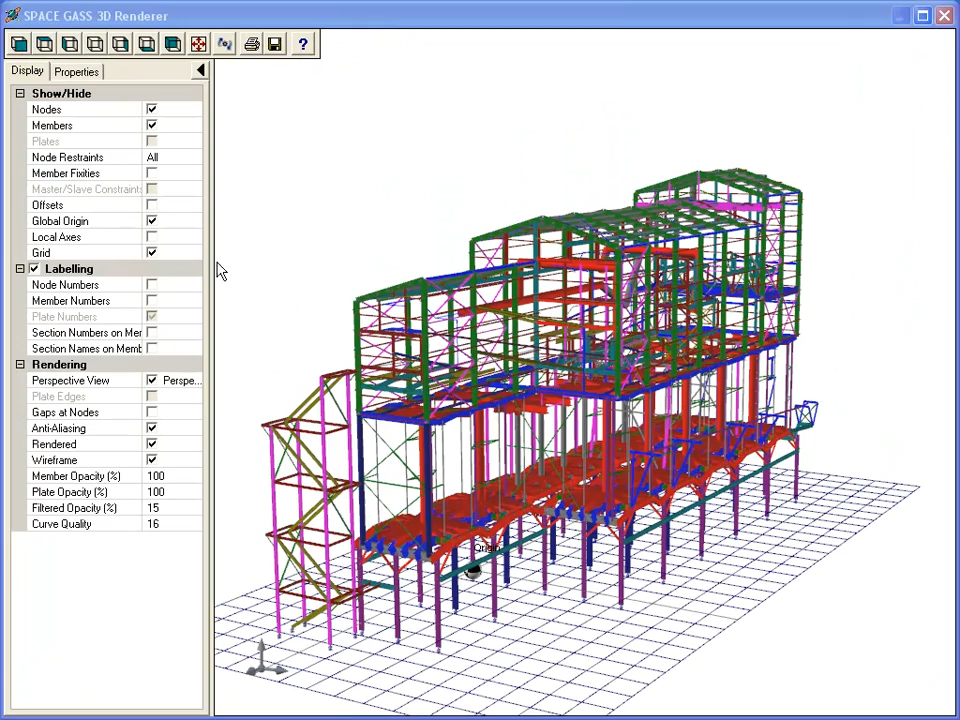 SPACE GASS 3D Renderer
?
Display Properties
Show/Hide
Nodes
Members
Plates
Node Restraints All
Member Fixities
Master/Slave Constraints
Offsets
Global Origin
Local Axes
Grid
Labelling
Node Numbers
Member Numbers
Plate Numbers
Section Numbers on Mer
Section Names on Memb
Rendering
Perspective View Perspe...
Plate Edges
Gaps at Nodes
Anti-Aliasing
Rendered
Wireframe
Member Opacity (%) 100
Plate Opacity (%) 100
Filtered Opacity (%) 15
Curve Quality 16
Origin